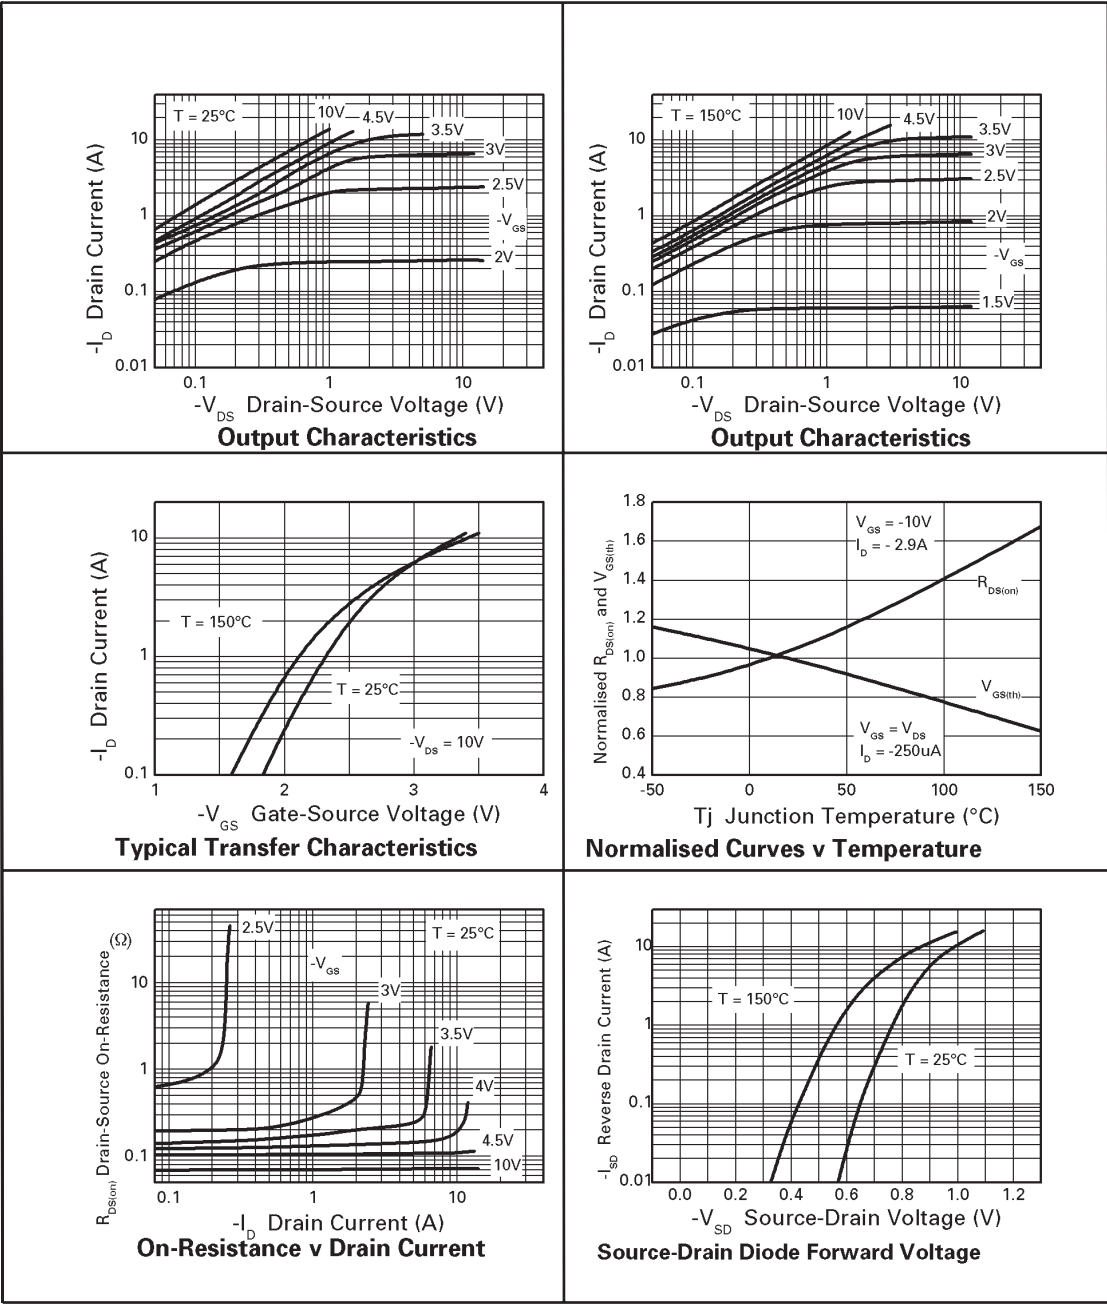 T = 25°C
10V
4.5V
3.5V
3V
2.5V
-VGS
2V
10
1
0.1
0.01
-ID Drain Current (A)
0.1 1 10
-VDS Drain-Source Voltage (V)
Output Characteristics
T = 150°C
10V
4.5V
3.5V
3V
2.5V
2V
-VGS
1.5V
10
1
0.1
0.01
-ID Drain Current (A)
0.1 1 10
-VDS Drain-Source Voltage (V)
Output Characteristics
10
1
0.1
-ID Drain Current (A)
T = 150°C
T = 25°C
-VDS = 10V
1 2 3 4
-VGS Gate-Source Voltage (V)
Typical Transfer Characteristics
1.8
1.6
1.4
1.2
1.0
0.8
0.6
0.4
Normalised RDS(on) and VGS(th)
VGS = -10V
ID = - 2.9A
RDS(on)
VGS(th)
VGS = VDS
ID = -250uA
-50 0 50 100 150
Tj Junction Temperature (°C)
Normalised Curves v Temperature
RDS(on) Drain-Source On-Resistance (Ω)
10
1
0.1
2.5V
T = 25°C
-VGS
3V
3.5V
4V
4.5V
10V
0.1 1 10
-ID Drain Current (A)
On-Resistance v Drain Current
10
1
0.1
0.01
-ISD Reverse Drain Current (A)
T = 150°C
T = 25°C
0.0 0.2 0.4 0.6 0.8 1.0 1.2
-VSD Source-Drain Voltage (V)
Source-Drain Diode Forward Voltage